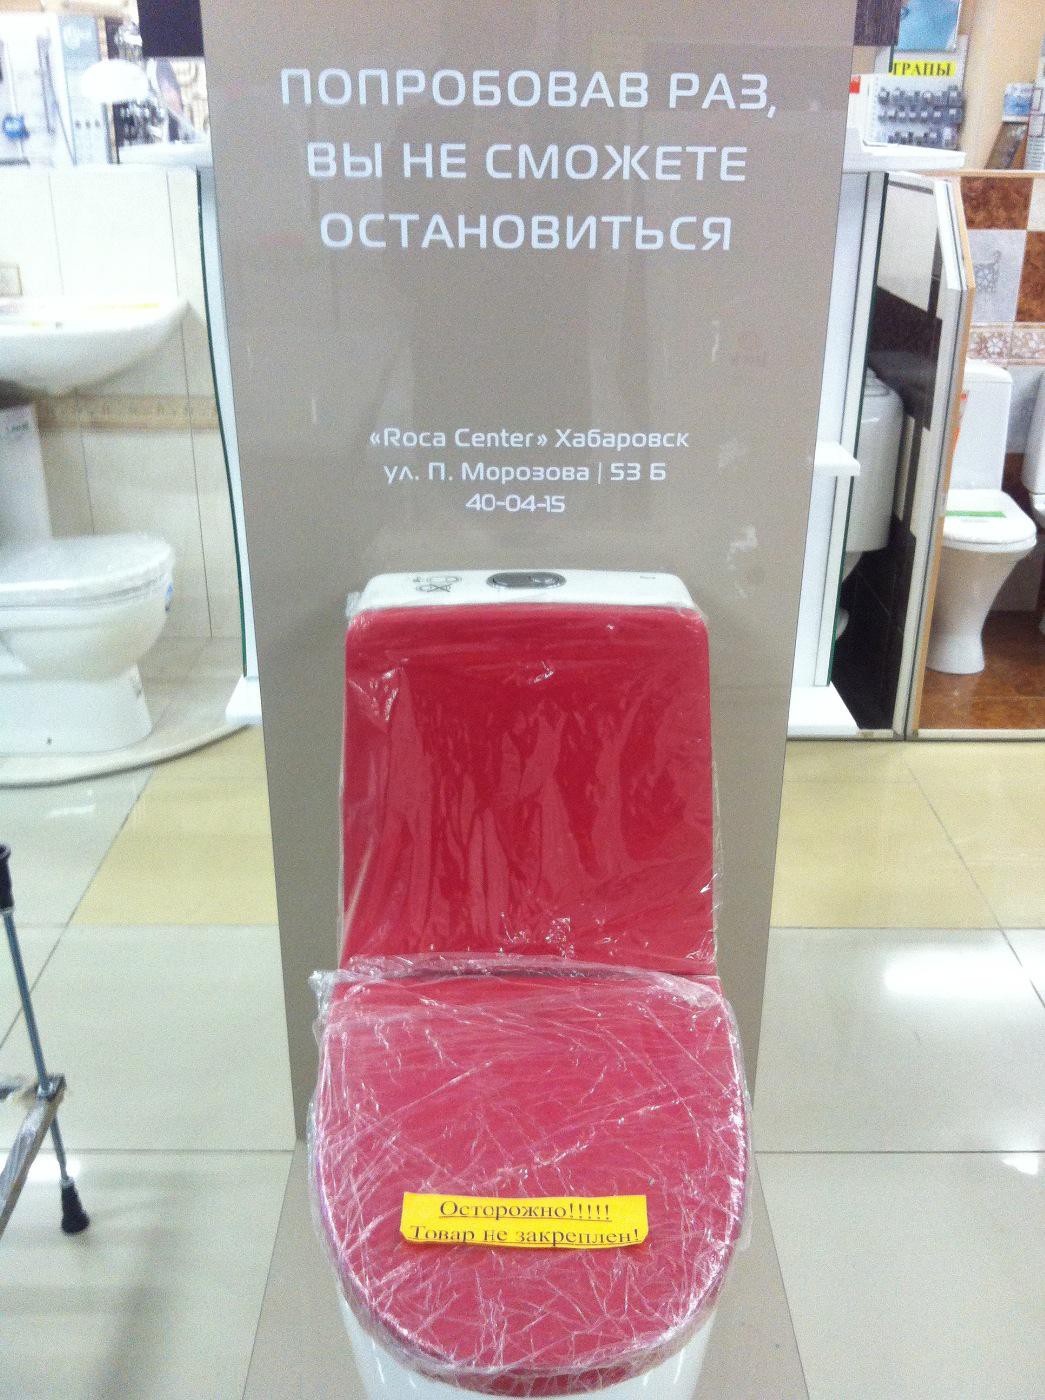 ТРАПЫ
ПОПРОБОВАВ РАЗ,
ВЫ НЕ СМОЖЕТЕ
ОСТАНОВИТЬСЯ
«Roca Center» Хабаровск
ул. П. Морозова | 53 Б
40-04-15
Осторожно!!!!!
Товар не закреплен!